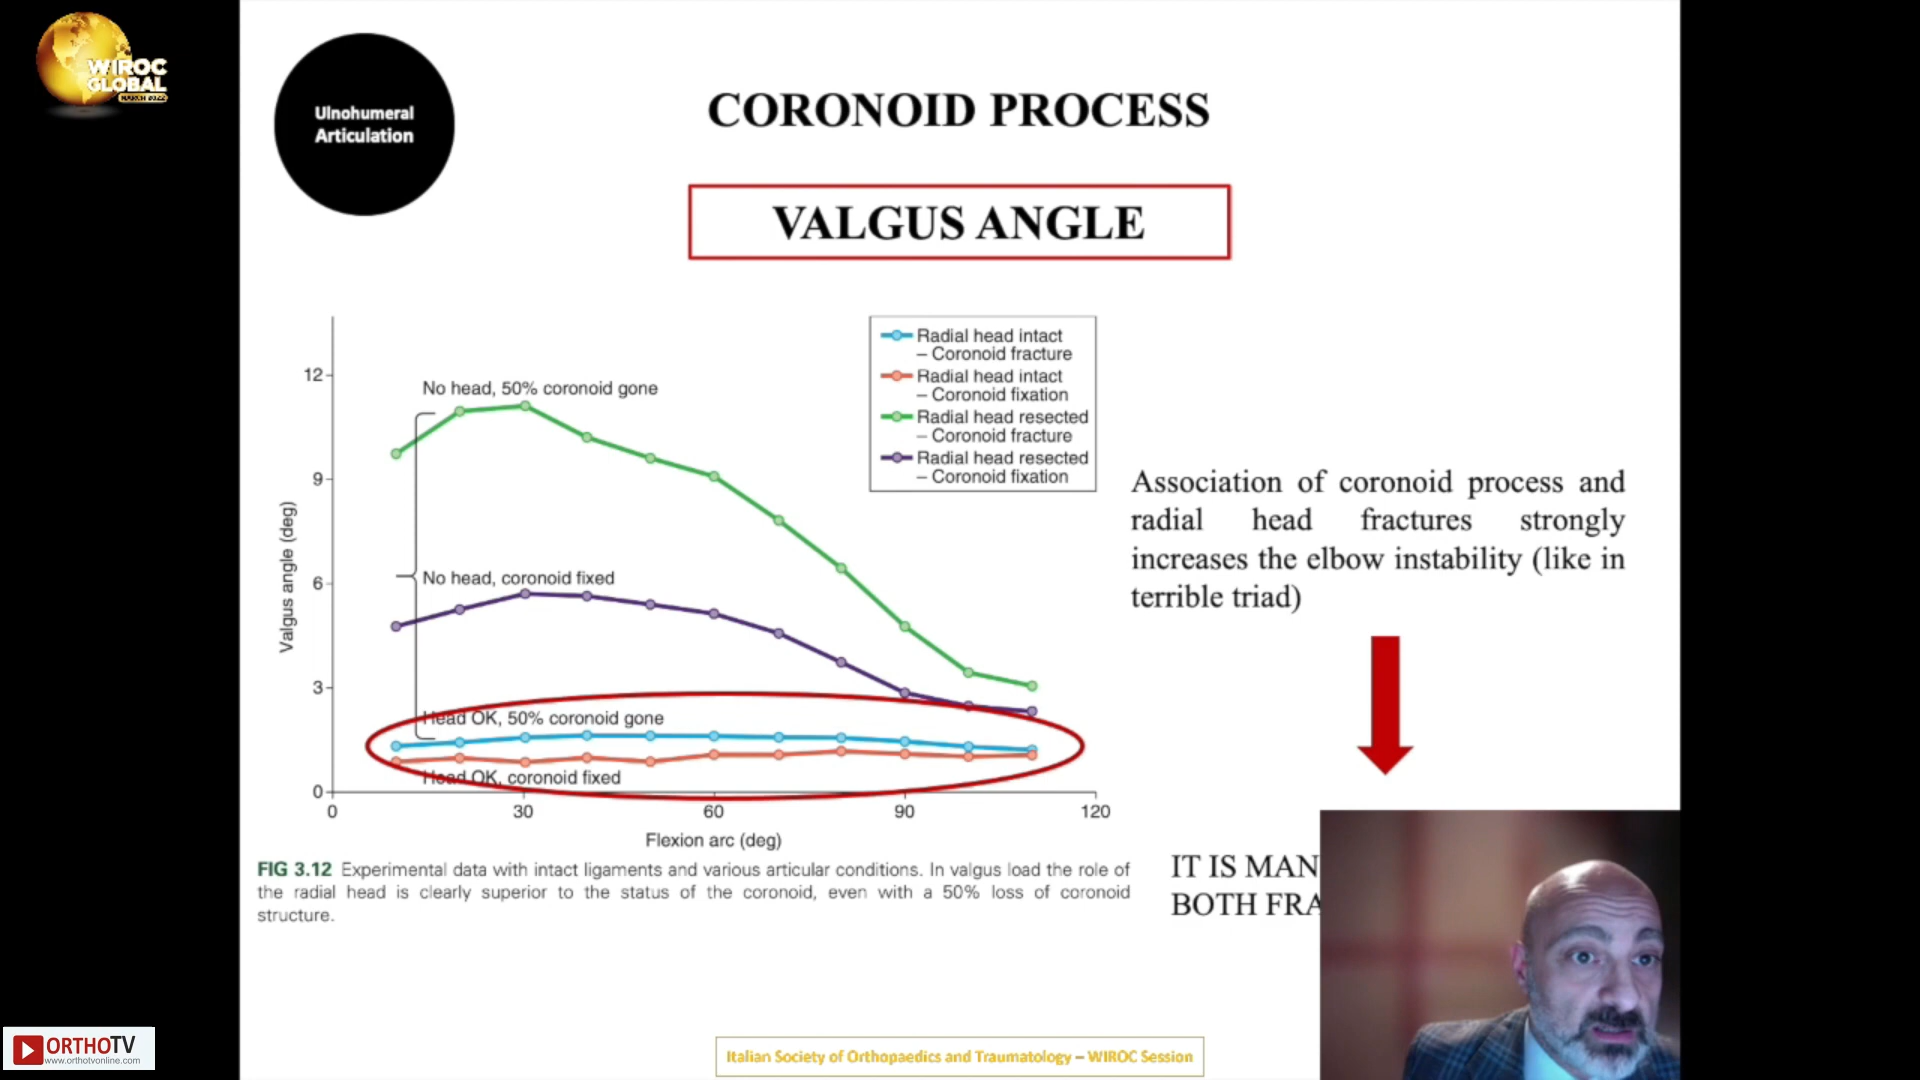 WIROC
GLOBAL
MARCH 2022
Ulnohumeral
Articulation
CORONOID PROCESS
VALGUS ANGLE
Radial head intact
– Coronoid fracture
Radial head intact
– Coronoid fixation
Radial head resected
– Coronoid fracture
Radial head resected
– Coronoid fixation
12
9
6
3
0
Valgus angle (deg)
No head, 50% coronoid gone
No head, coronoid fixed
Head OK, 50% coronoid gone
Head OK, coronoid fixed
0 30 60 90 120
Flexion arc (deg)
FIG 3.12 Experimental data with intact ligaments and various articular conditions. In valgus load the role of
the radial head is clearly superior to the status of the coronoid, even with a 50% loss of coronoid
structure.
Association of coronoid process and
radial head fractures strongly
increases the elbow instability (like in
terrible triad)
IT IS MAN
BOTH FRA
ORTHOTV
www.orthotvonline.com
Italian Society of Orthopaedics and Traumatology – WIROC Session